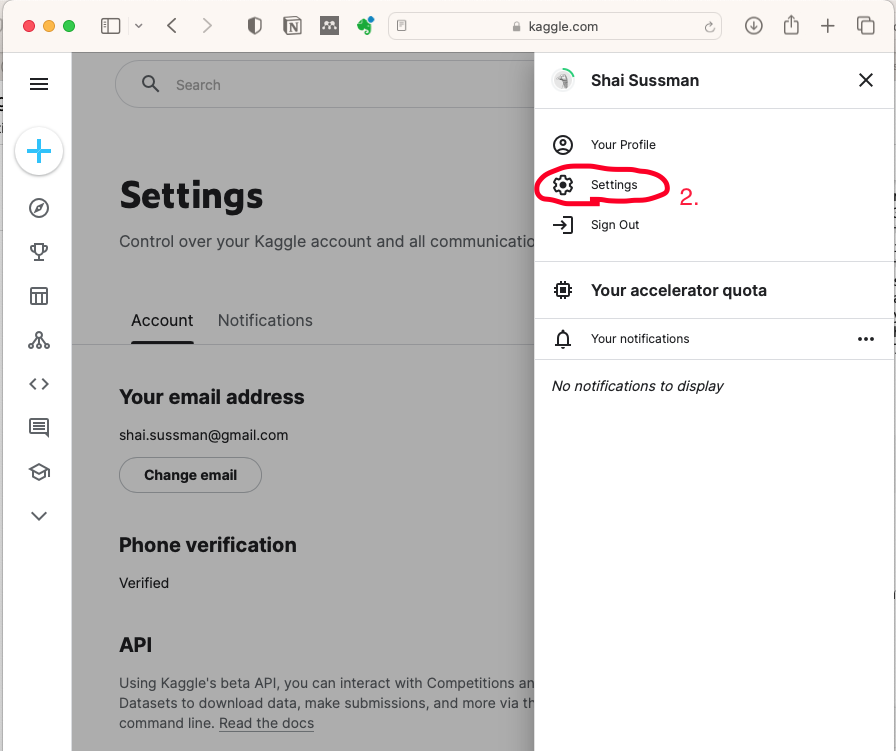 kaggle.com
Search
Settings
Control over your Kaggle account and all communicatio
Account Notifications
Your email address
shai.sussman@gmail.com
Change email
Phone verification
Verified
API
Using Kaggle's beta API, you can interact with Competitions an
Datasets to download data, make submissions, and more via th
command line. Read the docs
Shai Sussman
Your Profile
Settings 2.
Sign Out
Your accelerator quota
Your notifications
No notifications to display